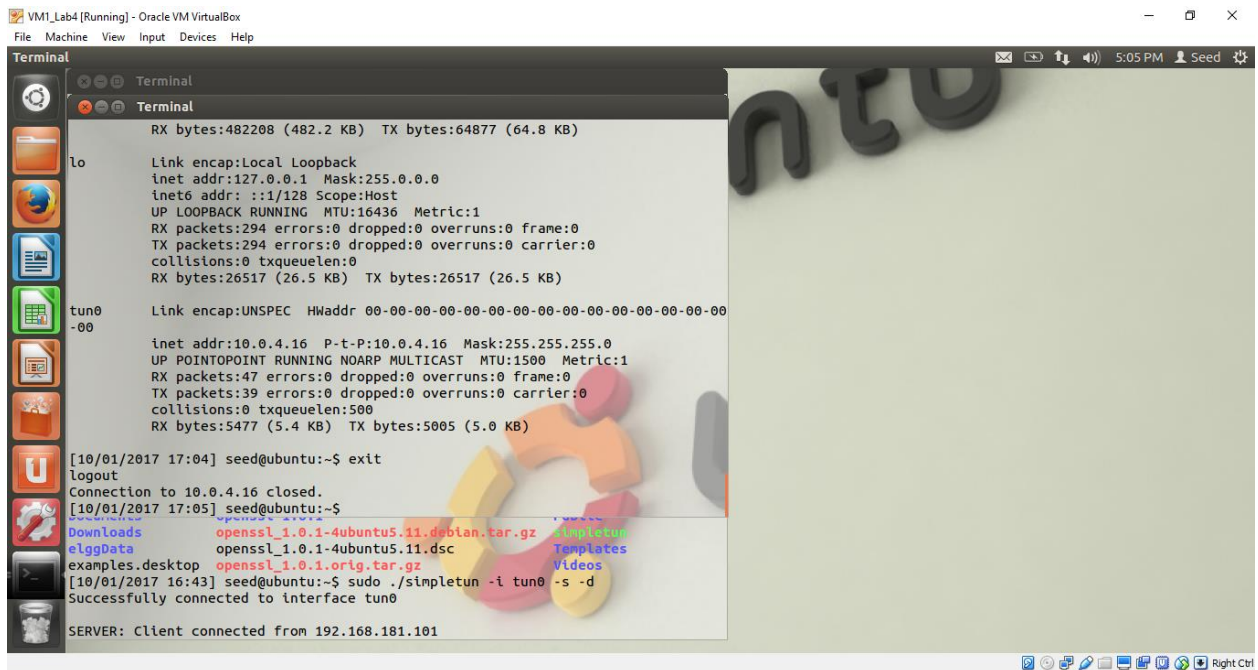 VM1_Lab4 [Running] - Oracle VM VirtualBox
File Machine View Input Devices Help
Terminal
5:05 PM Seed
Terminal
Terminal
RX bytes:482208 (482.2 KB) TX bytes:64877 (64.8 KB)
lo Link encap:Local Loopback
inet addr:127.0.0.1 Mask:255.0.0.0
inet6 addr: ::1/128 Scope:Host
UP LOOPBACK RUNNING MTU:16436 Metric:1
RX packets:294 errors:0 dropped:0 overruns:0 frame:0
TX packets:294 errors:0 dropped:0 overruns:0 carrier:0
collisions:0 txqueuelen:0
RX bytes:26517 (26.5 KB) TX bytes:26517 (26.5 KB)
tun0 Link encap:UNSPEC HWaddr 00-00-00-00-00-00-00-00-00-00-00-00-00-00-00
-00
inet addr:10.0.4.16 P-t-P:10.0.4.16 Mask:255.255.255.0
UP POINTOPOINT RUNNING NOARP MULTICAST MTU:1500 Metric:1
RX packets:47 errors:0 dropped:0 overruns:0 frame:0
TX packets:39 errors:0 dropped:0 overruns:0 carrier:0
collisions:0 txqueuelen:500
RX bytes:5477 (5.4 KB) TX bytes:5005 (5.0 KB)
[10/01/2017 17:04] seed@ubuntu:~$ exit
logout
Connection to 10.0.4.16 closed.
[10/01/2017 17:05] seed@ubuntu:~$
Downloads openssl_1.0.1-4ubuntu5.11.debian.tar.gz simpletun
elggData openssl_1.0.1-4ubuntu5.11.dsc Templates
examples.desktop openssl_1.0.1.orig.tar.gz Videos
[10/01/2017 16:43] seed@ubuntu:~$ sudo ./simpletun -i tun0 -s -d
Successfully connected to interface tun0
SERVER: Client connected from 192.168.181.101
Right Ctrl